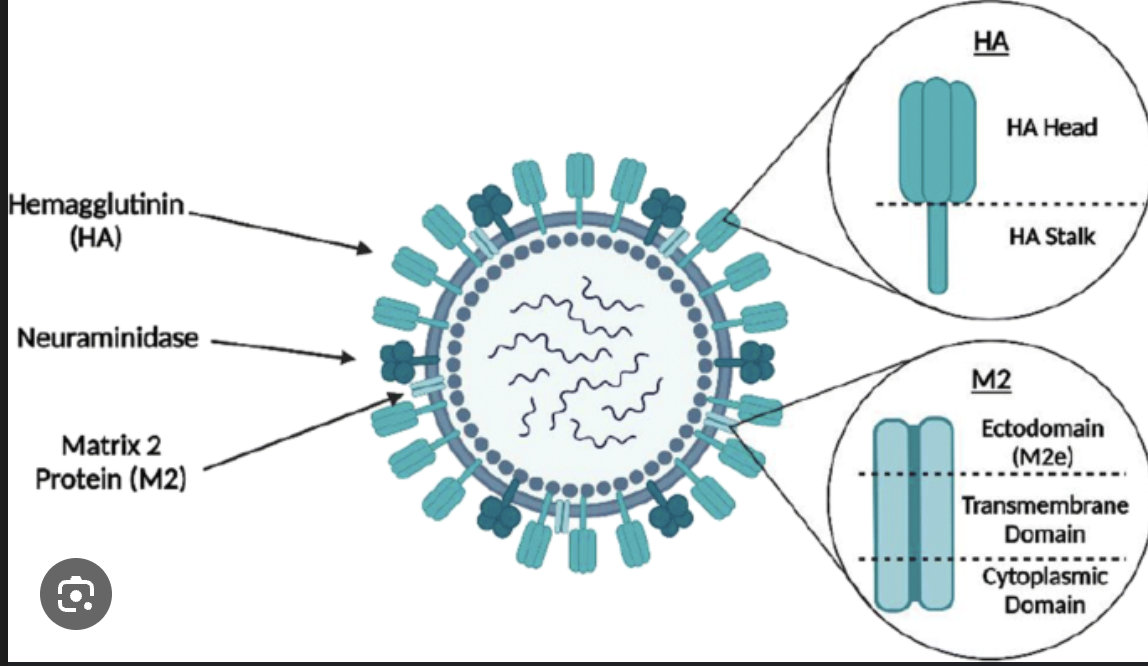 Hemagglutinin
(HA)
Neuraminidase
Matrix 2
Protein (M2)
HA
HA Head
HA Stalk
M2
Ectodomain
(M2e)
Transmembrane
Domain
Cytoplasmic
Domain